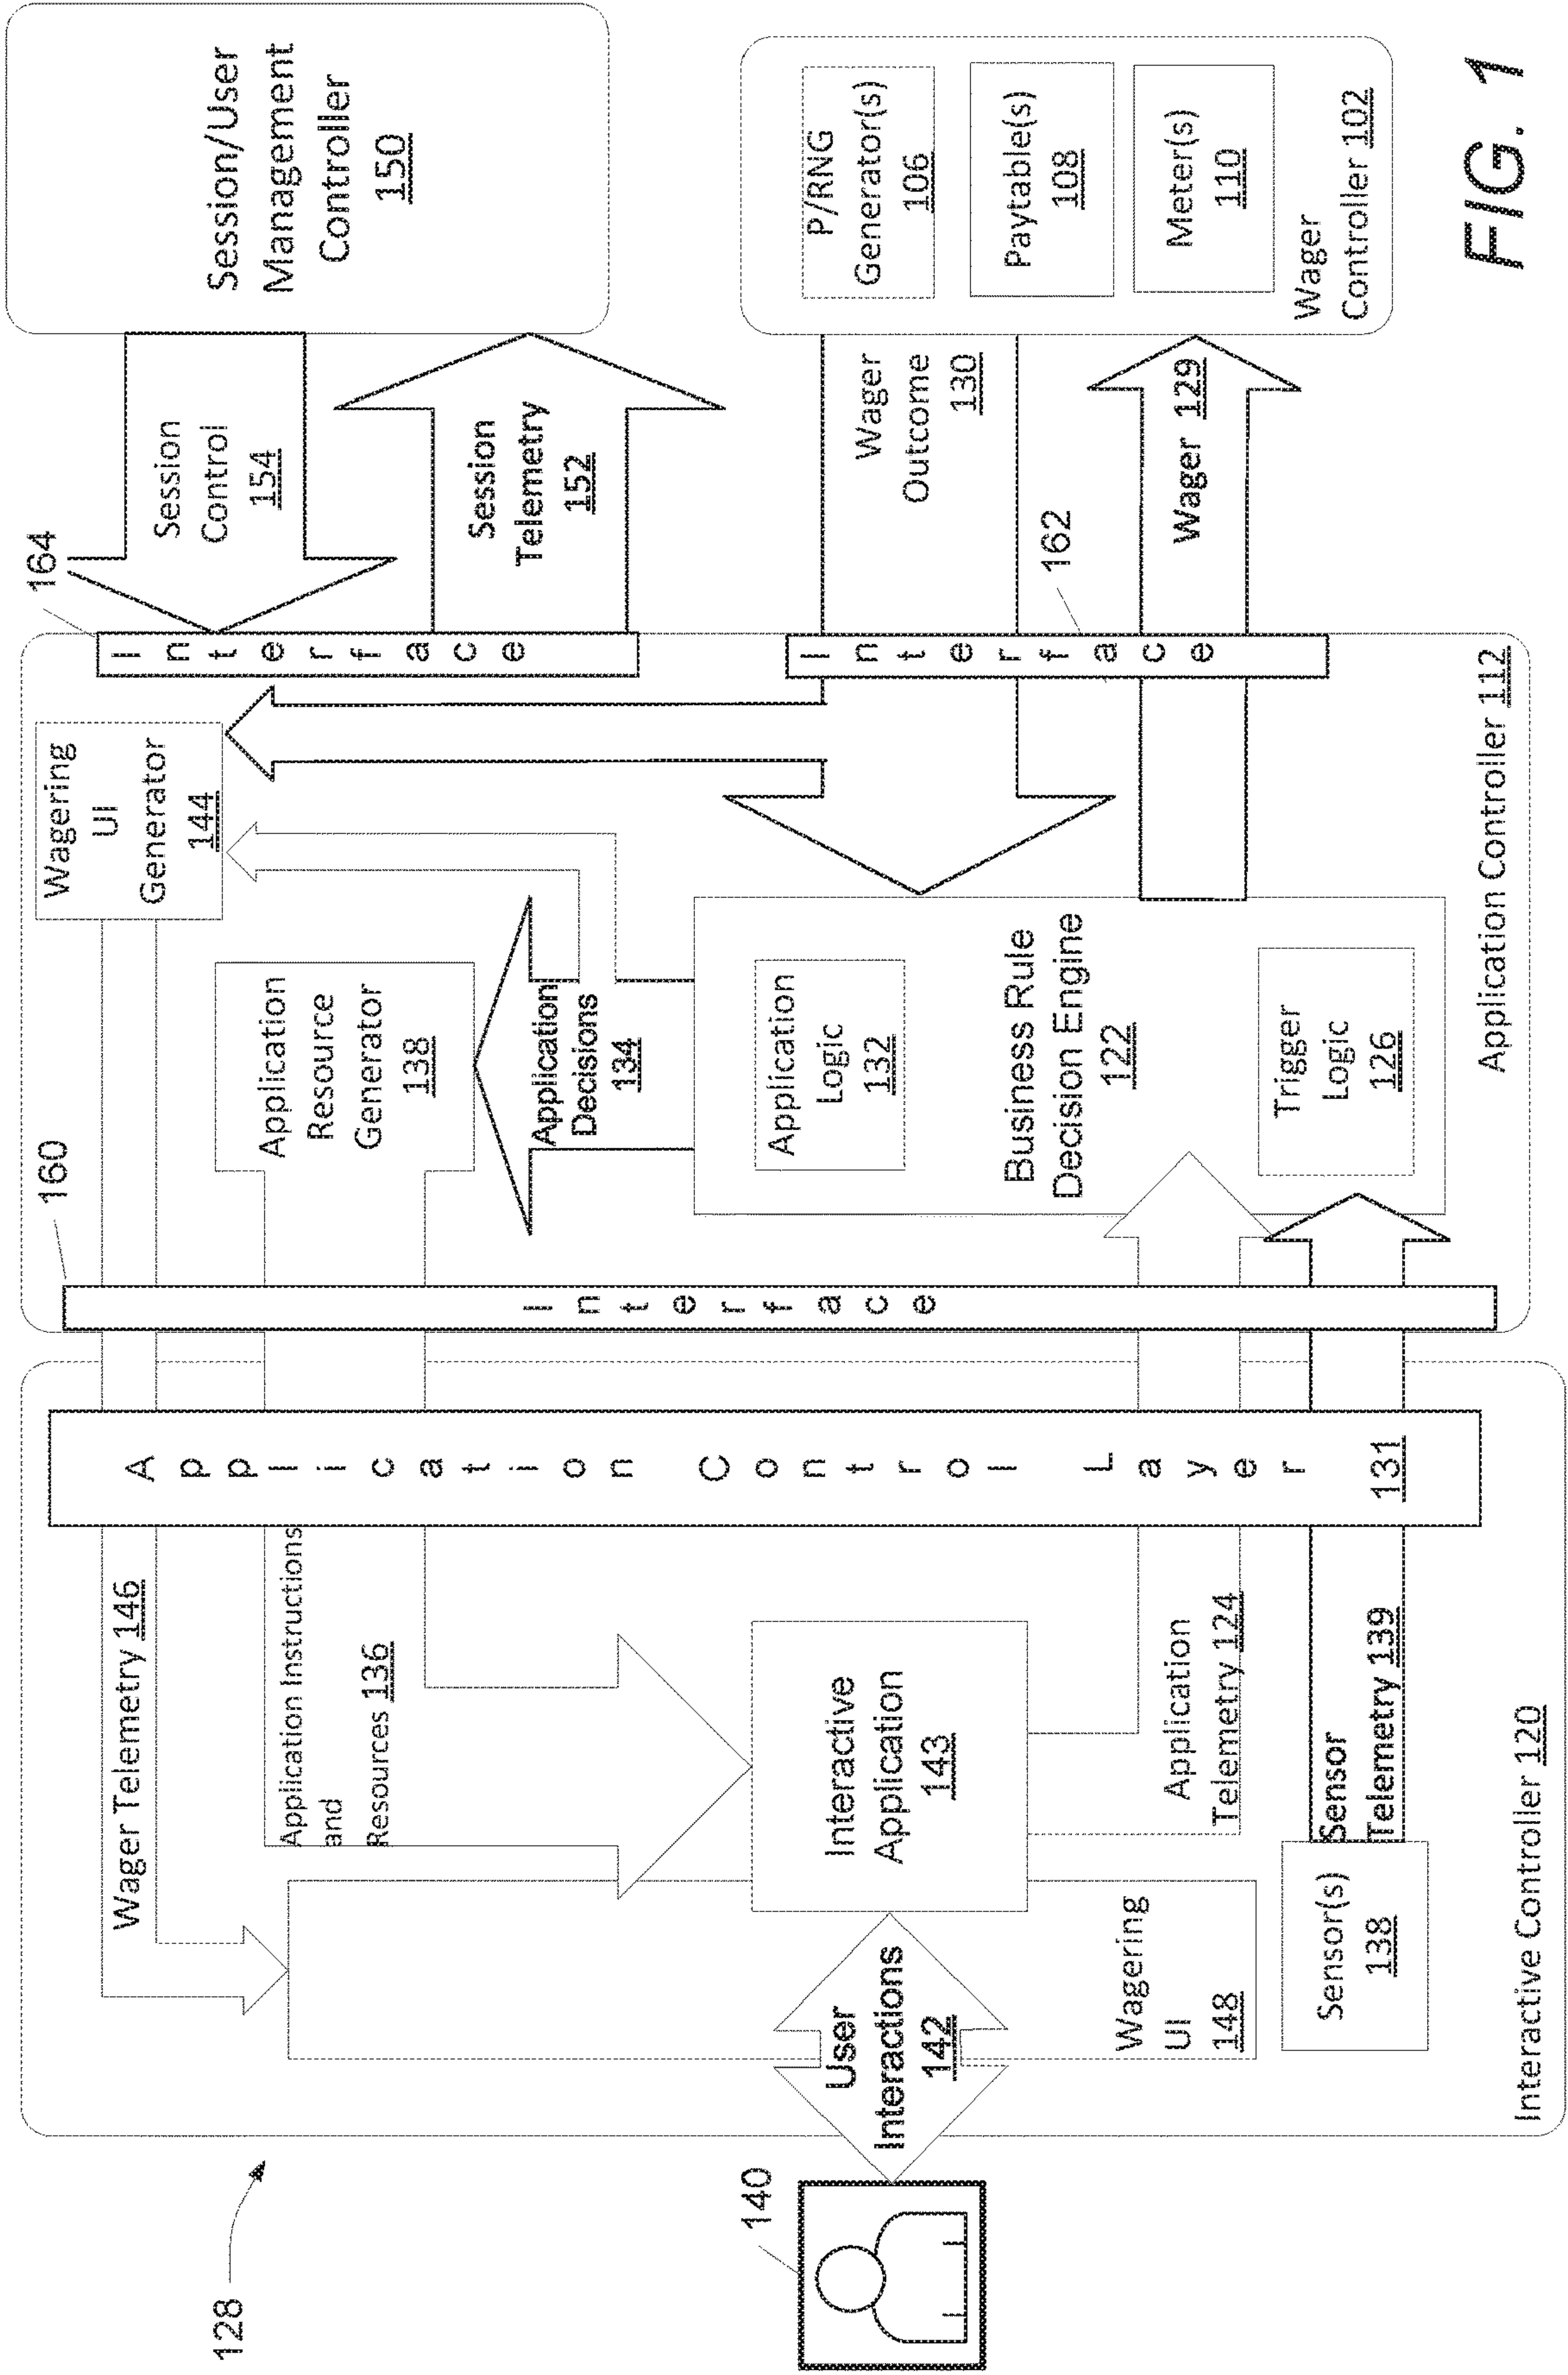 128
140
User
Interactions
142
Interactive Controller 120
Wager Telemetry 146
Application Instructions
and
Resources 136
Interactive
Application
143
Wagering
UI
148
Application
Telemetry 124
Sensor(s)
138
Sensor
Telemetry 139
Application Control Layer 131
160
Interface
Application Controller 112
Wagering
UI
Generator
144
Application
Resource
Generator
138
Application
Decisions
134
Application
Logic
132
Business Rule
Decision Engine
122
Trigger
Logic
126
164
Interface
162
Interface
Session
Control
154
Session
Telemetry
152
Wager
Outcome
130
Wager 129
Session/User
Management
Controller
150
P/RNG
Generator(s)
106
Paytable(s)
108
Meter(s)
110
Wager
Controller 102
FIG. 1